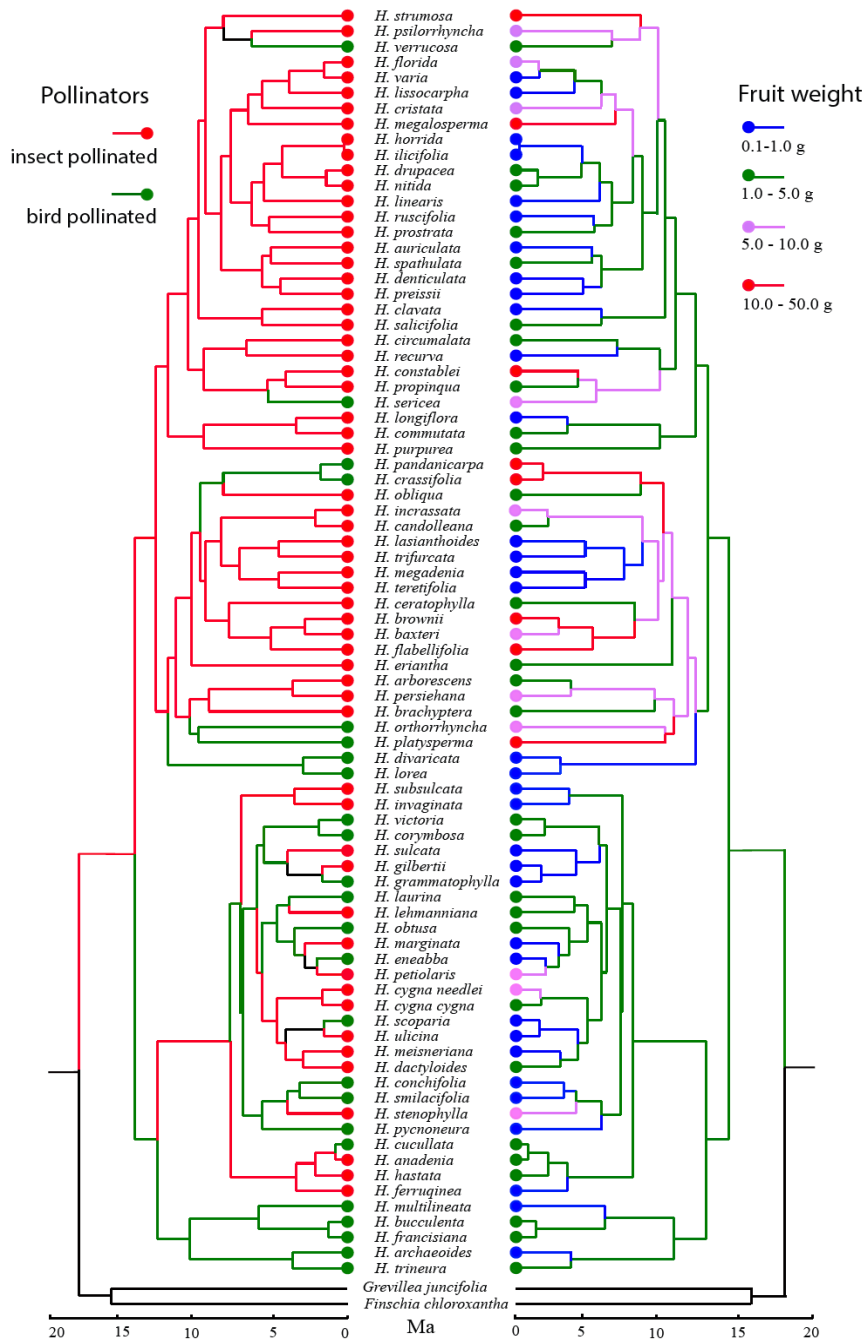 H. strumosa
H. psilorrhyncha
H. verrucosa
H. florida
H. varia
H. lissocarpha
H. cristata
H. megalosperma
H. horrida
H. ilicifolia
H. drupacea
H. nitida
H. linearis
H. ruscifolia
H. prostrata
H. auriculata
H. spathulata
H. denticulata
H. preissii
H. clavata
H. salicifolia
H. circumalata
H. recurva
H. constablei
H. propinqua
H. sericea
H. longiflora
H. commutata
H. purpurea
H. pandanicarpa
H. crassifolia
H. obliqua
H. incrassata
H. candolleana
H. lasianthoides
H. trifurcata
H. megadenia
H. teretifolia
H. ceratophylla
H. brownii
H. baxteri
H. flabellifolia
H. eriantha
H. arborescens
H. persiehana
H. brachyptera
H. orthorrhyncha
H. platysperma
H. divaricata
H. lorea
H. subsulcata
H. invaginata
H. victoria
H. corymbosa
H. sulcata
H. gilbertii
H. grammatophylla
H. laurina
H. lehmanniana
H. obtusa
H. marginata
H. eneabba
H. petiolaris
H. cygna needlei
H. cygna cygna
H. scoparia
H. ulicina
H. meisneriana
H. dactyloides
H. conchifolia
H. smilacifolia
H. stenophylla
H. pycnoneura
H. cucullata
H. anadenia
H. hastata
H. ferruqinea
H. multilineata
H. bucculenta
H. francisiana
H. archaeoides
H. trineura
Grevillea juncifolia
Finschia chloroxantha
Pollinators
insect pollinated
bird pollinated
Fruit weight
0.1-1.0 g
1.0 - 5.0 g
5.0 - 10.0 g
10.0 - 50.0 g
20 15 10 5 0 Ma 0 5 10 15 20